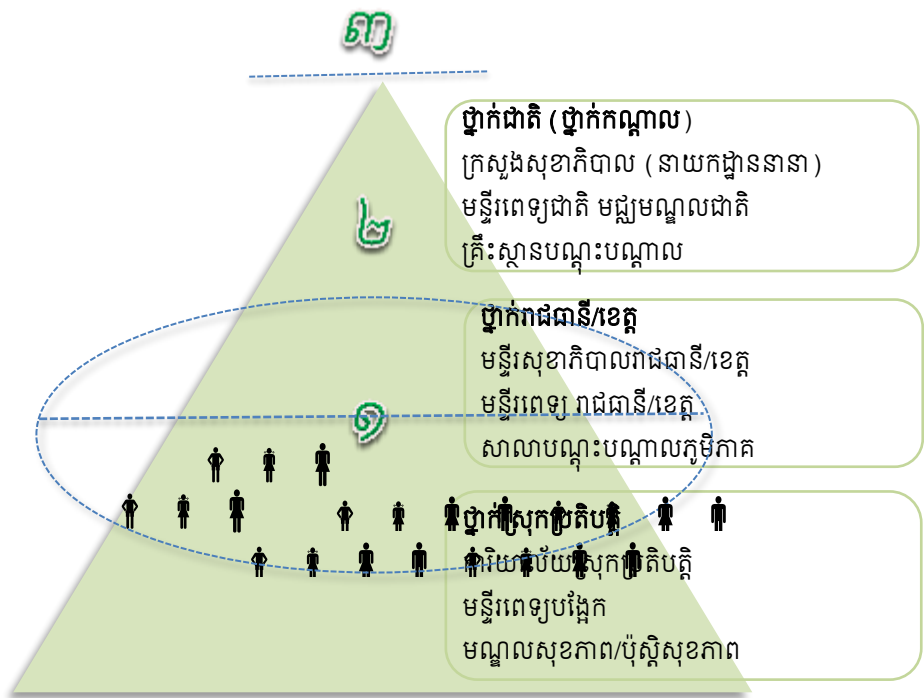 ៣
ថ្នាក់ជាតិ (ថ្នាក់កណ្តាល)
ក្រសួងសុខាភិបាល (នាយកដ្ឋាននានា)
មន្ទីរពេទ្យជាតិ មជ្ឈមណ្ឌលជាតិ
គ្រឹះស្ថានបណ្តុះបណ្តាល
២
ថ្នាក់រាជធានី/ខេត្ត
មន្ទីរសុខាភិបាលរាជធានី/ខេត្ត
មន្ទីរពេទ្យ រាជធានី/ខេត្ត
សាលាបណ្តុះបណ្តាលភូមិភាគ
១
ថ្នាក់ស្រុកប្រតិបត្តិ
ការិយាល័យស្រុកប្រតិបត្តិ
មន្ទីរពេទ្យបង្អែក
មណ្ឌលសុខភាព/ប៉ុស្តិសុខភាព